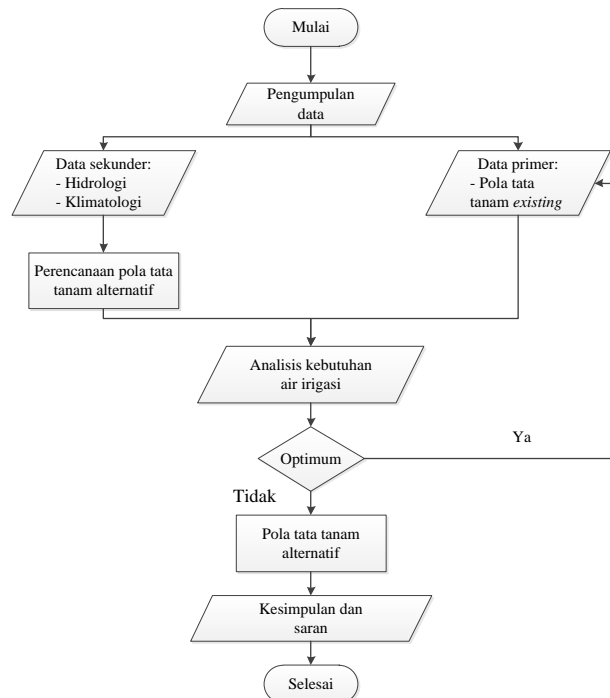 Mulai
Pengumpulan
data
Data sekunder:
- Hidrologi
- Klimatologi
Data primer:
- Pola tata
tanam existing
Perencanaan pola tata
tanam alternatif
Analisis kebutuhan
air irigasi
Optimum
Ya
Tidak
Pola tata tanam
alternatif
Kesimpulan dan
saran
Selesai